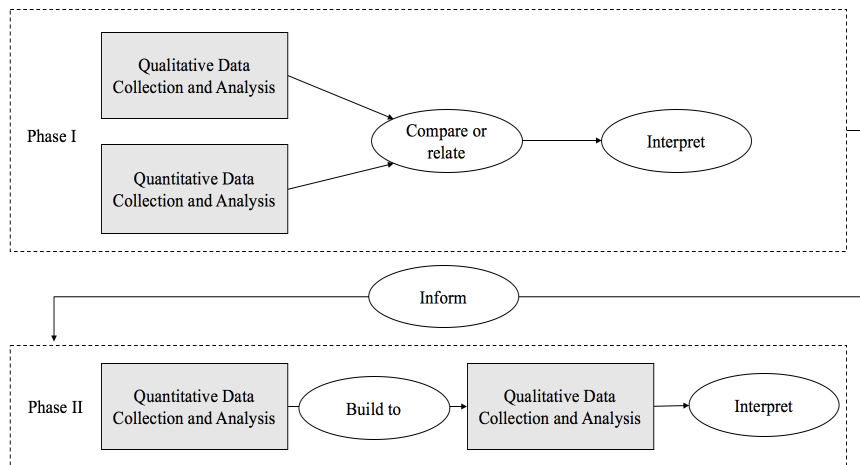 Phase I
Qualitative Data
Collection and Analysis
Quantitative Data
Collection and Analysis
Compare or
relate
Interpret
Inform
Phase II
Quantitative Data
Collection and Analysis
Build to
Qualitative Data
Collection and Analysis
Interpret